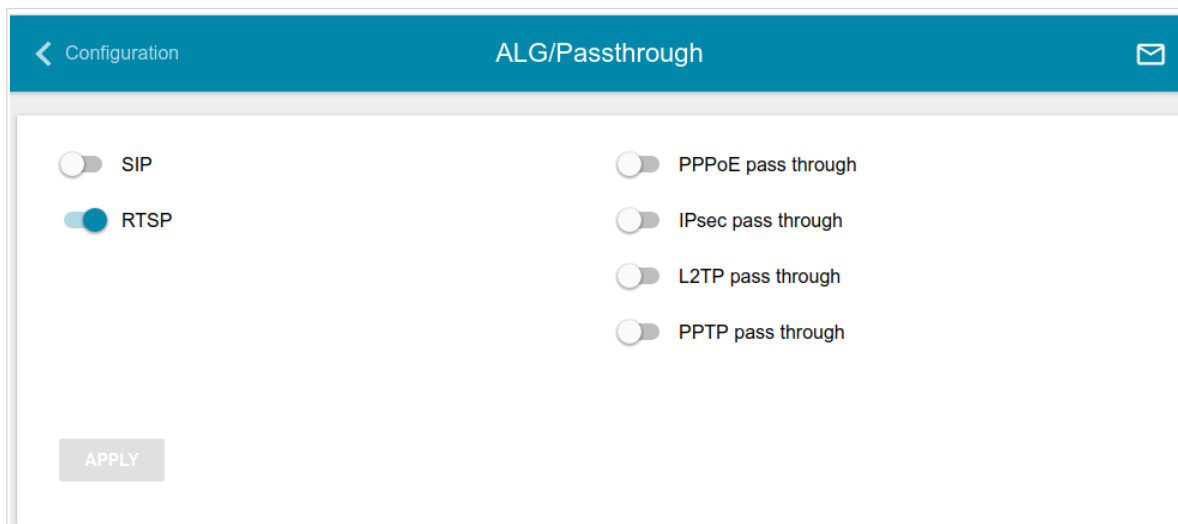 Configuration
ALG/Passthrough
SIP
RTSP
PPPoE pass through
IPsec pass through
L2TP pass through
PPTP pass through
APPLY